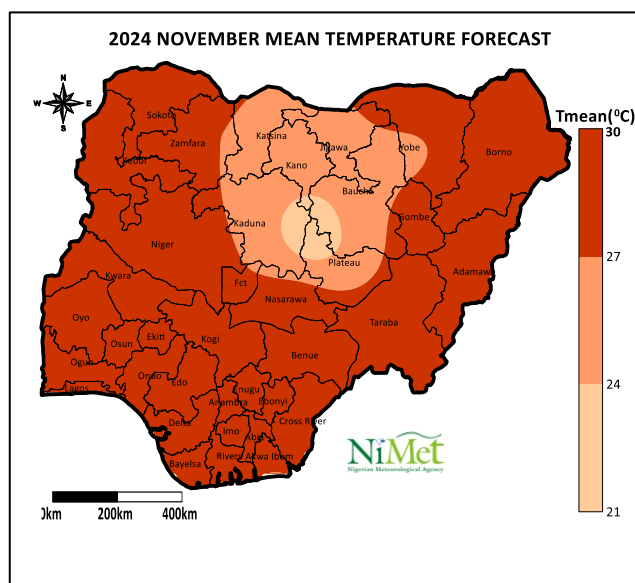 2024 NOVEMBER MEAN TEMPERATURE FORECAST
N
W E
S
Tmean(⁰C)
30
27
24
21
Sokoto
Zamfara
Katsina
Jigawa
Yobe
Borno
Kano
Bauchi
Gombe
Kaduna
Niger
Plateau
Adamaw
Kwara
Fct
Nasarawa
Taraba
Oyo
Osun
Ekiti
Kogi
Benue
Ogun
Ondo
Edo
Lagos
Enugu
Anambra
Ebonyi
Delta
Imo
Abia
Cross River
Bayelsa
Rivers
Akwa Ibom
NiMet
Nigerian Meteorological Agency
0km 200km 400km